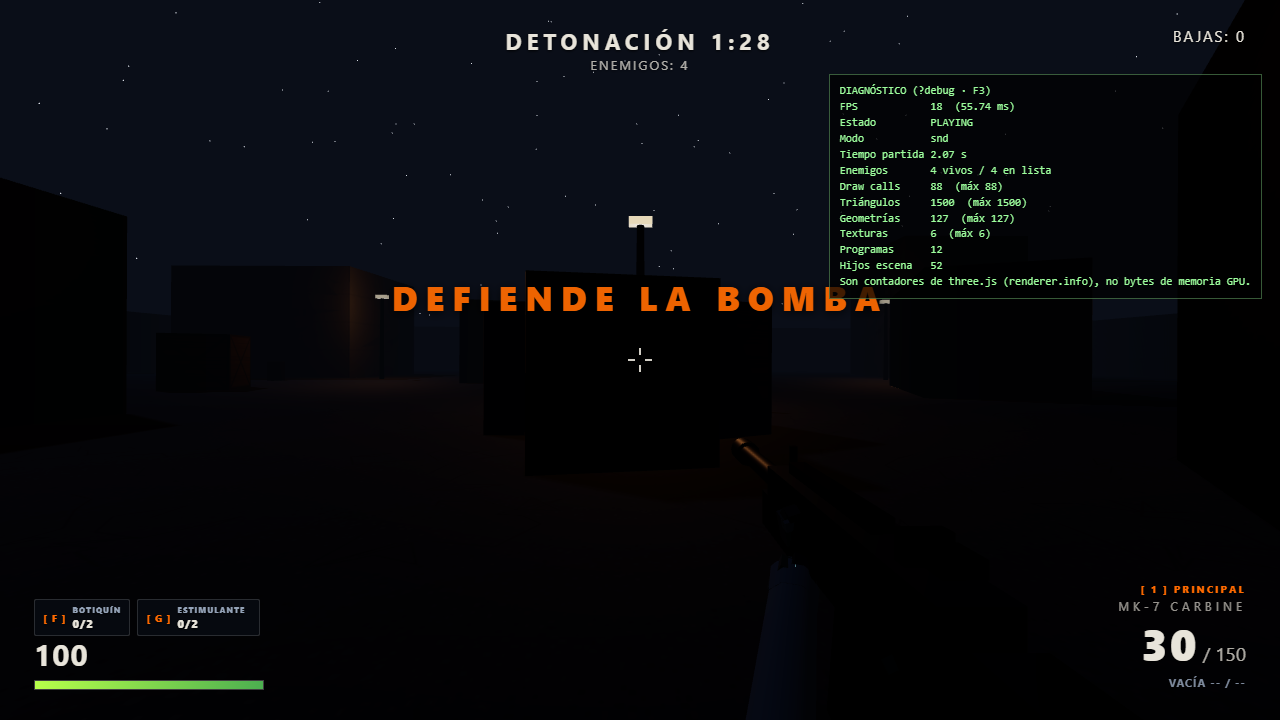 DETONACIÓN 1:28
ENEMIGOS: 4
BAJAS: 0
DIAGNÓSTICO (?debug · F3)
FPS 18 (55.74 ms)
Estado PLAYING
Modo snd
Tiempo partida 2.07 s
Enemigos 4 vivos / 4 en lista
Draw calls 88 (máx 88)
Triángulos 1500 (máx 1500)
Geometrías 127 (máx 127)
Texturas 6 (máx 6)
Programas 12
Hijos escena 52
Son contadores de three.js (renderer.info), no bytes de memoria GPU.
DEFIENDE LA BOMBA
[ F ] BOTIQUÍN 0/2
[ G ] ESTIMULANTE 0/2
100
[ 1 ] PRINCIPAL
MK-7 CARBINE
30 / 150
VACÍA -- / --